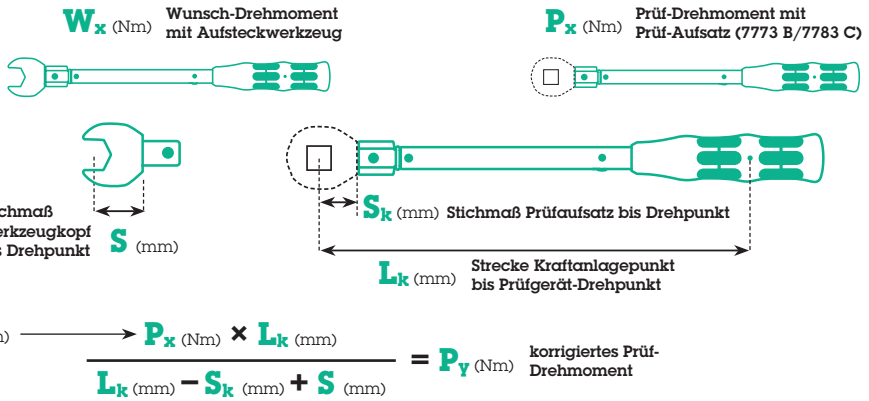 Wx (Nm) Wunsch-Drehmoment
mit Aufsteckwerkzeug
Px (Nm) Prüf-Drehmoment mit
Prüf-Aufsatz (7773 B/7783 C)
Sk (mm) Stichmaß Prüfaufsatz bis Drehpunkt
chmaß
erkzeugkopf
s Drehpunkt S (mm)
Lk (mm) Strecke Kraftanlagepunkt
bis Prüfgerät-Drehpunkt
m) Px (Nm) × Lk (mm)
= Py (Nm) korrigiertes Prüf-
Drehmoment
Lk (mm) – Sk (mm) + S (mm)